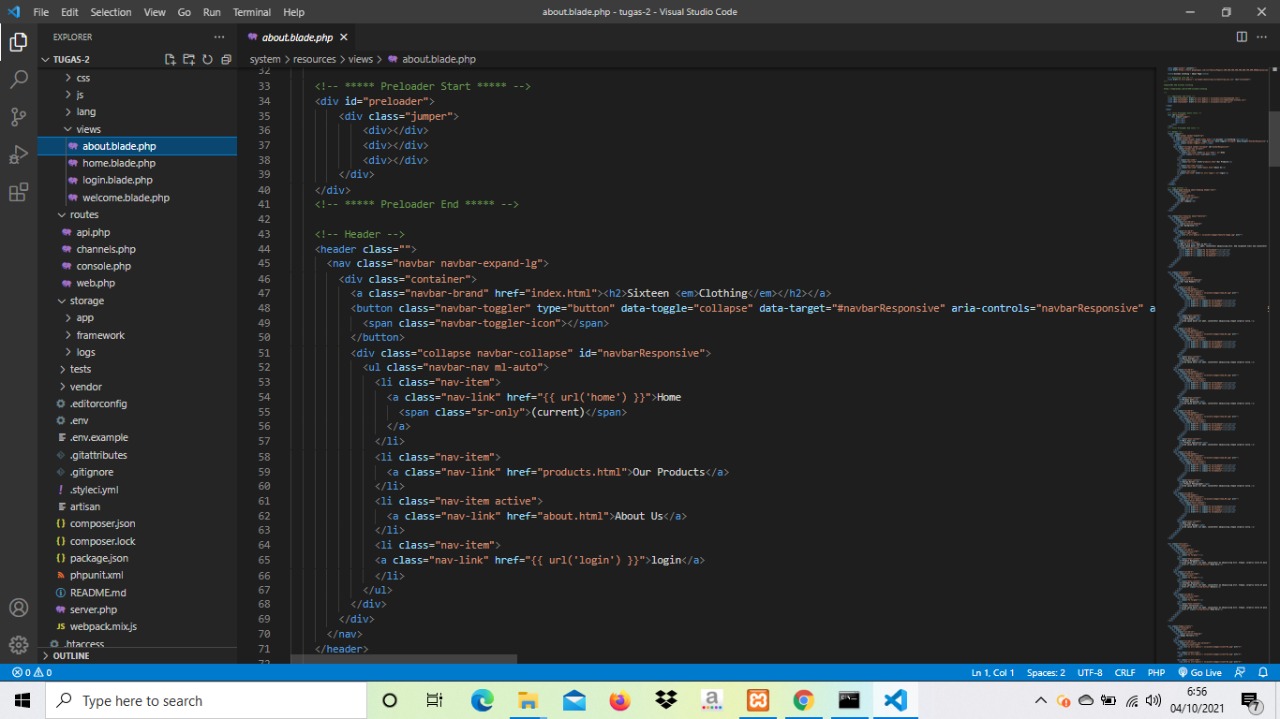 File Edit Selection View Go Run Terminal Help
about.blade.php - tugas-2 - Visual Studio Code
EXPLORER
TUGAS-2
css
js
lang
views
about.blade.php
home.blade.php
login.blade.php
welcome.blade.php
routes
api.php
channels.php
console.php
web.php
storage
app
framework
logs
tests
vendor
.editorconfig
.env
.env.example
.gitattributes
.gitignore
.styleci.yml
artisan
composer.json
composer.lock
package.json
phpunit.xml
README.md
server.php
webpack.mix.js
.htaccess
OUTLINE
about.blade.php
system > resources > views > about.blade.php
32
33 <!-- ***** Preloader Start ***** -->
34 <div id="preloader">
35 <div class="jumper">
36 <div></div>
37 <div></div>
38 <div></div>
39 </div>
40 </div>
41 <!-- ***** Preloader End ***** -->
42
43 <!-- Header -->
44 <header class="">
45 <nav class="navbar navbar-expand-lg">
46 <div class="container">
47 <a class="navbar-brand" href="index.html"><h2>Sixteen <em>Clothing</em></h2></a>
48 <button class="navbar-toggler" type="button" data-toggle="collapse" data-target="#navbarResponsive" aria-controls="navbarResponsive" a
49 <span class="navbar-toggler-icon"></span>
50 </button>
51 <div class="collapse navbar-collapse" id="navbarResponsive">
52 <ul class="navbar-nav ml-auto">
53 <li class="nav-item">
54 <a class="nav-link" href="{{ url('home') }}">Home
55 <span class="sr-only">(current)</span>
56 </a>
57 </li>
58 <li class="nav-item">
59 <a class="nav-link" href="products.html">Our Products</a>
60 </li>
61 <li class="nav-item active">
62 <a class="nav-link" href="about.html">About Us</a>
63 </li>
64 <li class="nav-item">
65 <a class="nav-link" href="{{ url('login') }}">login</a>
66 </li>
67 </ul>
68 </div>
69 </div>
70 </nav>
71 </header>
72
0 0
Ln 1, Col 1 Spaces: 2 UTF-8 CRLF PHP Go Live
Type here to search
6:56
04/10/2021
7